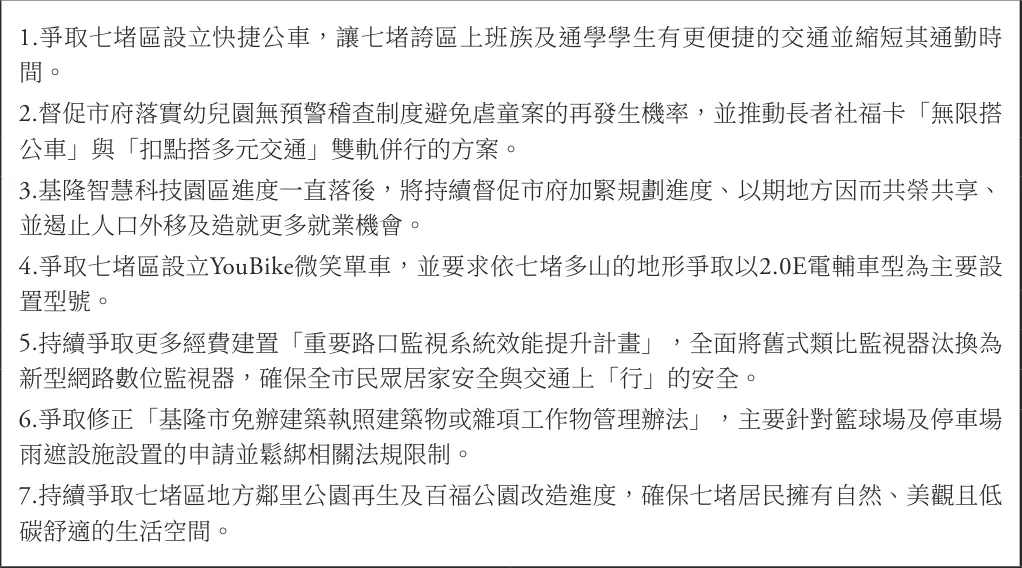 1.爭取七堵區設立快捷公車，讓七堵誇區上班族及通學學生有更便捷的交通並縮短其通勤時
間。
2.督促市府落實幼兒園無預警稽查制度避免虐童案的再發生機率，並推動長者社福卡「無限搭
公車」與「扣點搭多元交通」雙軌併行的方案。
3.基隆智慧科技園區進度一直落後，將持續督促市府加緊規劃進度、以期地方因而共榮共享、
並遏止人口外移及造就更多就業機會。
4.爭取七堵區設立YouBike微笑單車，並要求依七堵多山的地形爭取以2.0E電輔車型為主要設
置型號。
5.持續爭取更多經費建置「重要路口監視系統效能提升計畫」，全面將舊式類比監視器汰換為
新型網路數位監視器，確保全市民眾居家安全與交通上「行」的安全。
6.爭取修正「基隆市免辦建築執照建築物或雜項工作物管理辦法」，主要針對籃球場及停車場
雨遮設施設置的申請並鬆綁相關法規限制。
7.持續爭取七堵區地方鄰里公園再生及百福公園改造進度，確保七堵居民擁有自然、美觀且低
碳舒適的生活空間。